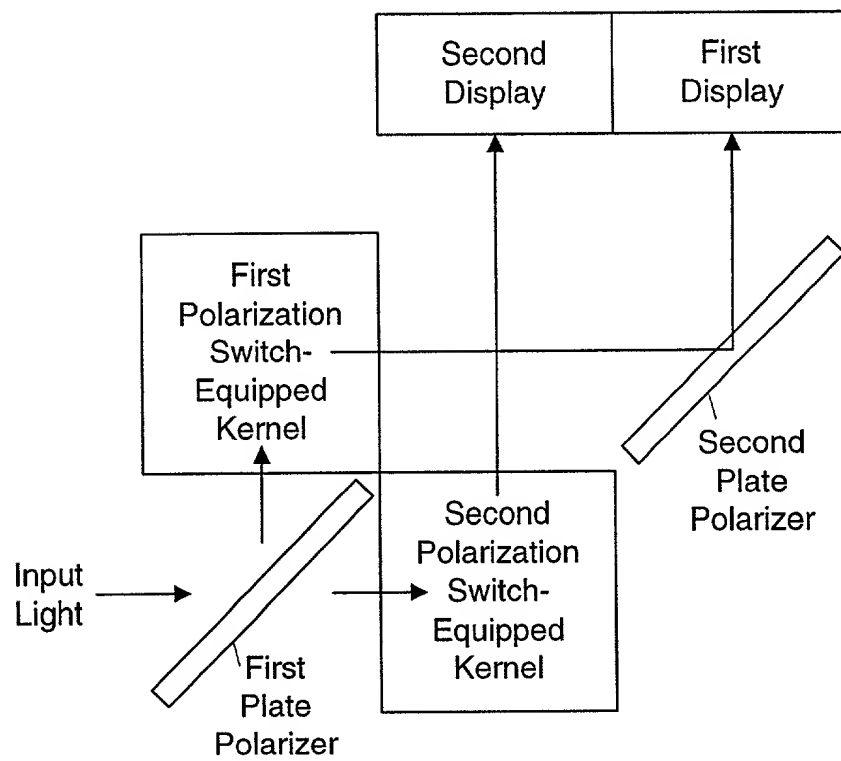 Second
Display
First
Display
First
Polarization
Switch-
Equipped
Kernel
Second
Plate
Polarizer
Second
Polarization
Switch-
Equipped
Kernel
Input
Light
First
Plate
Polarizer